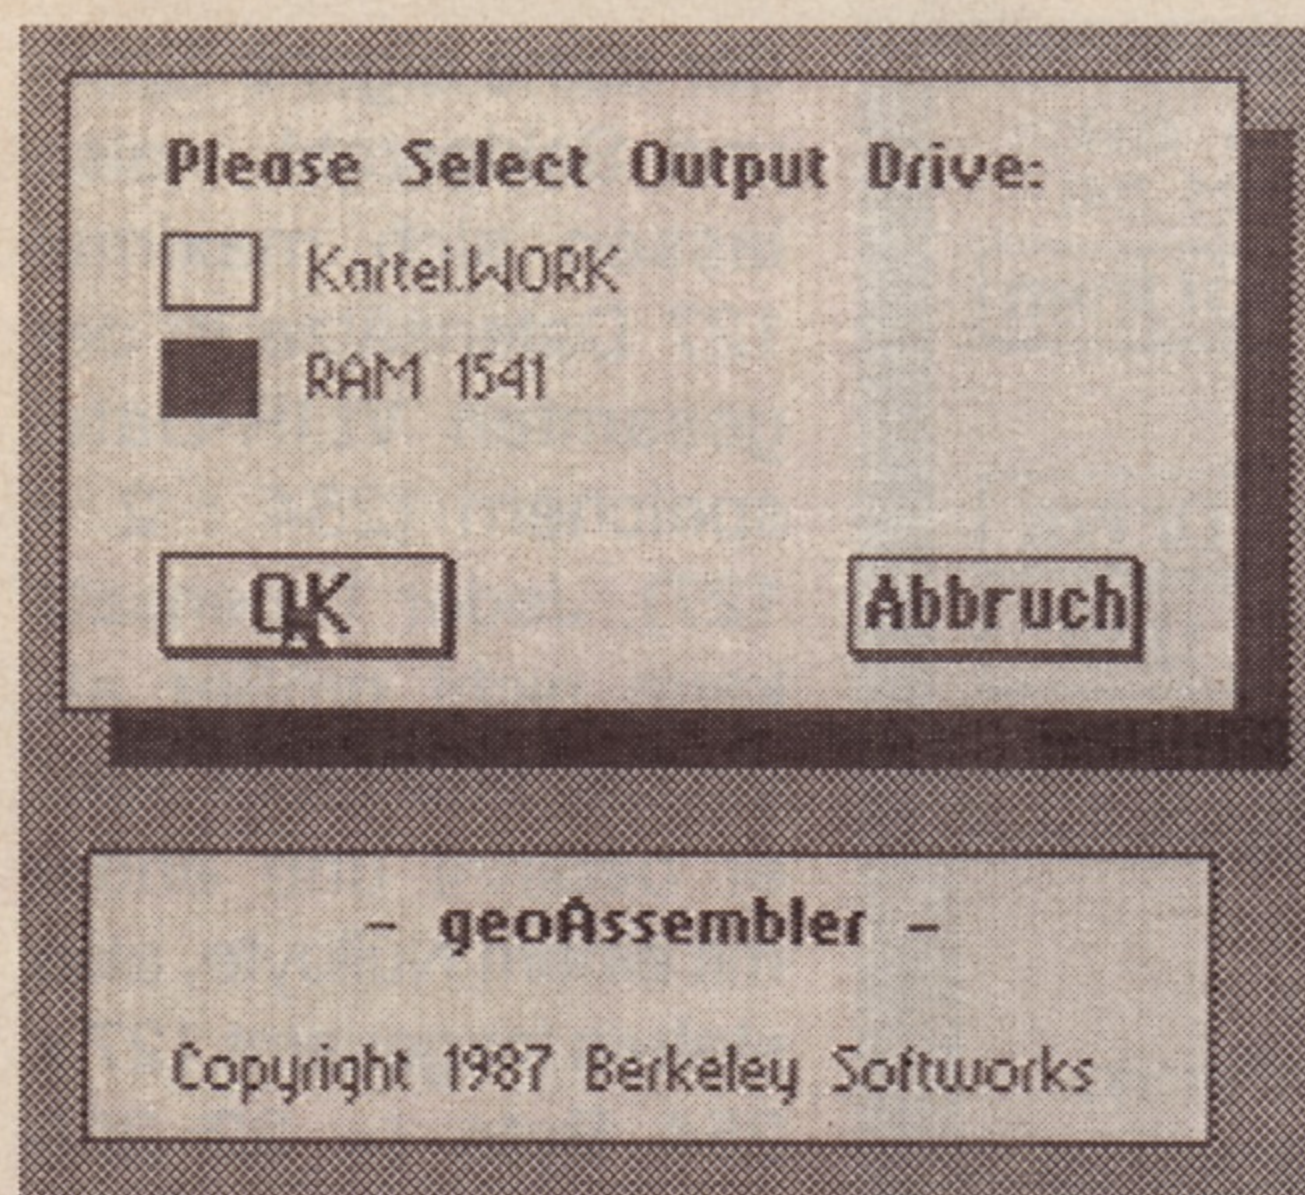 Please Select Output Drive:
Kartei.WORK
RAM 1541
OK
Abbruch
- geoAssembler -
Copyright 1987 Berkeley Softworks